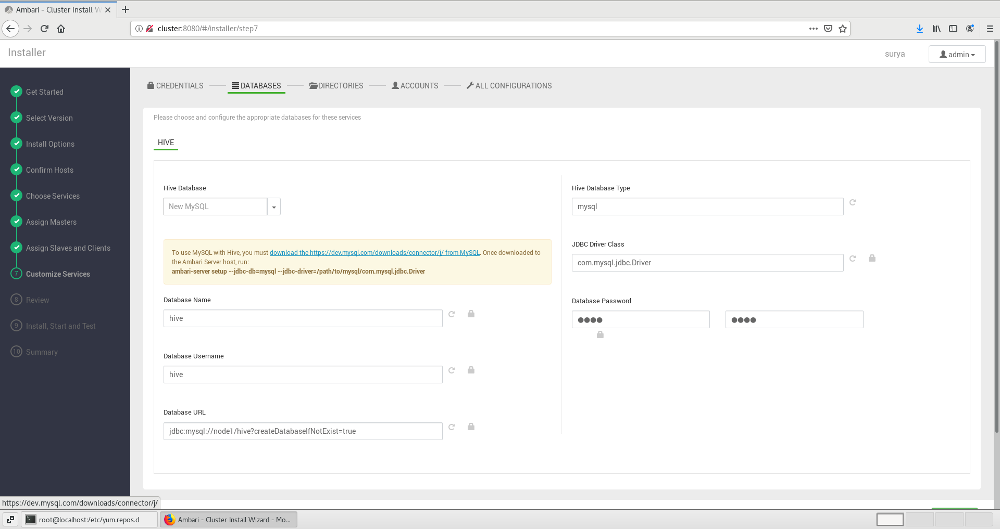 Ambari - Cluster Install W
cluster:8080/#/installer/step7
Installer
surya
admin
Get Started
Select Version
Install Options
Confirm Hosts
Choose Services
Assign Masters
Assign Slaves and Clients
7 Customize Services
8 Review
9 Install, Start and Test
10 Summary
CREDENTIALS
DATABASES
DIRECTORIES
ACCOUNTS
ALL CONFIGURATIONS
Please choose and configure the appropriate databases for these services
HIVE
Hive Database
New MySQL
To use MySQL with Hive, you must download the https://dev.mysql.com/downloads/connector/j/ from MySQL. Once downloaded to
the Ambari Server host, run:
ambari-server setup --jdbc-db=mysql --jdbc-driver=/path/to/mysql/com.mysql.jdbc.Driver
Database Name
hive
Database Username
hive
Database URL
jdbc:mysql://node1/hive?createDatabaseIfNotExist=true
Hive Database Type
mysql
JDBC Driver Class
com.mysql.jdbc.Driver
Database Password
https://dev.mysql.com/downloads/connector/j/
root@localhost:/etc/yum.repos.d
Ambari - Cluster Install Wizard - Mo...